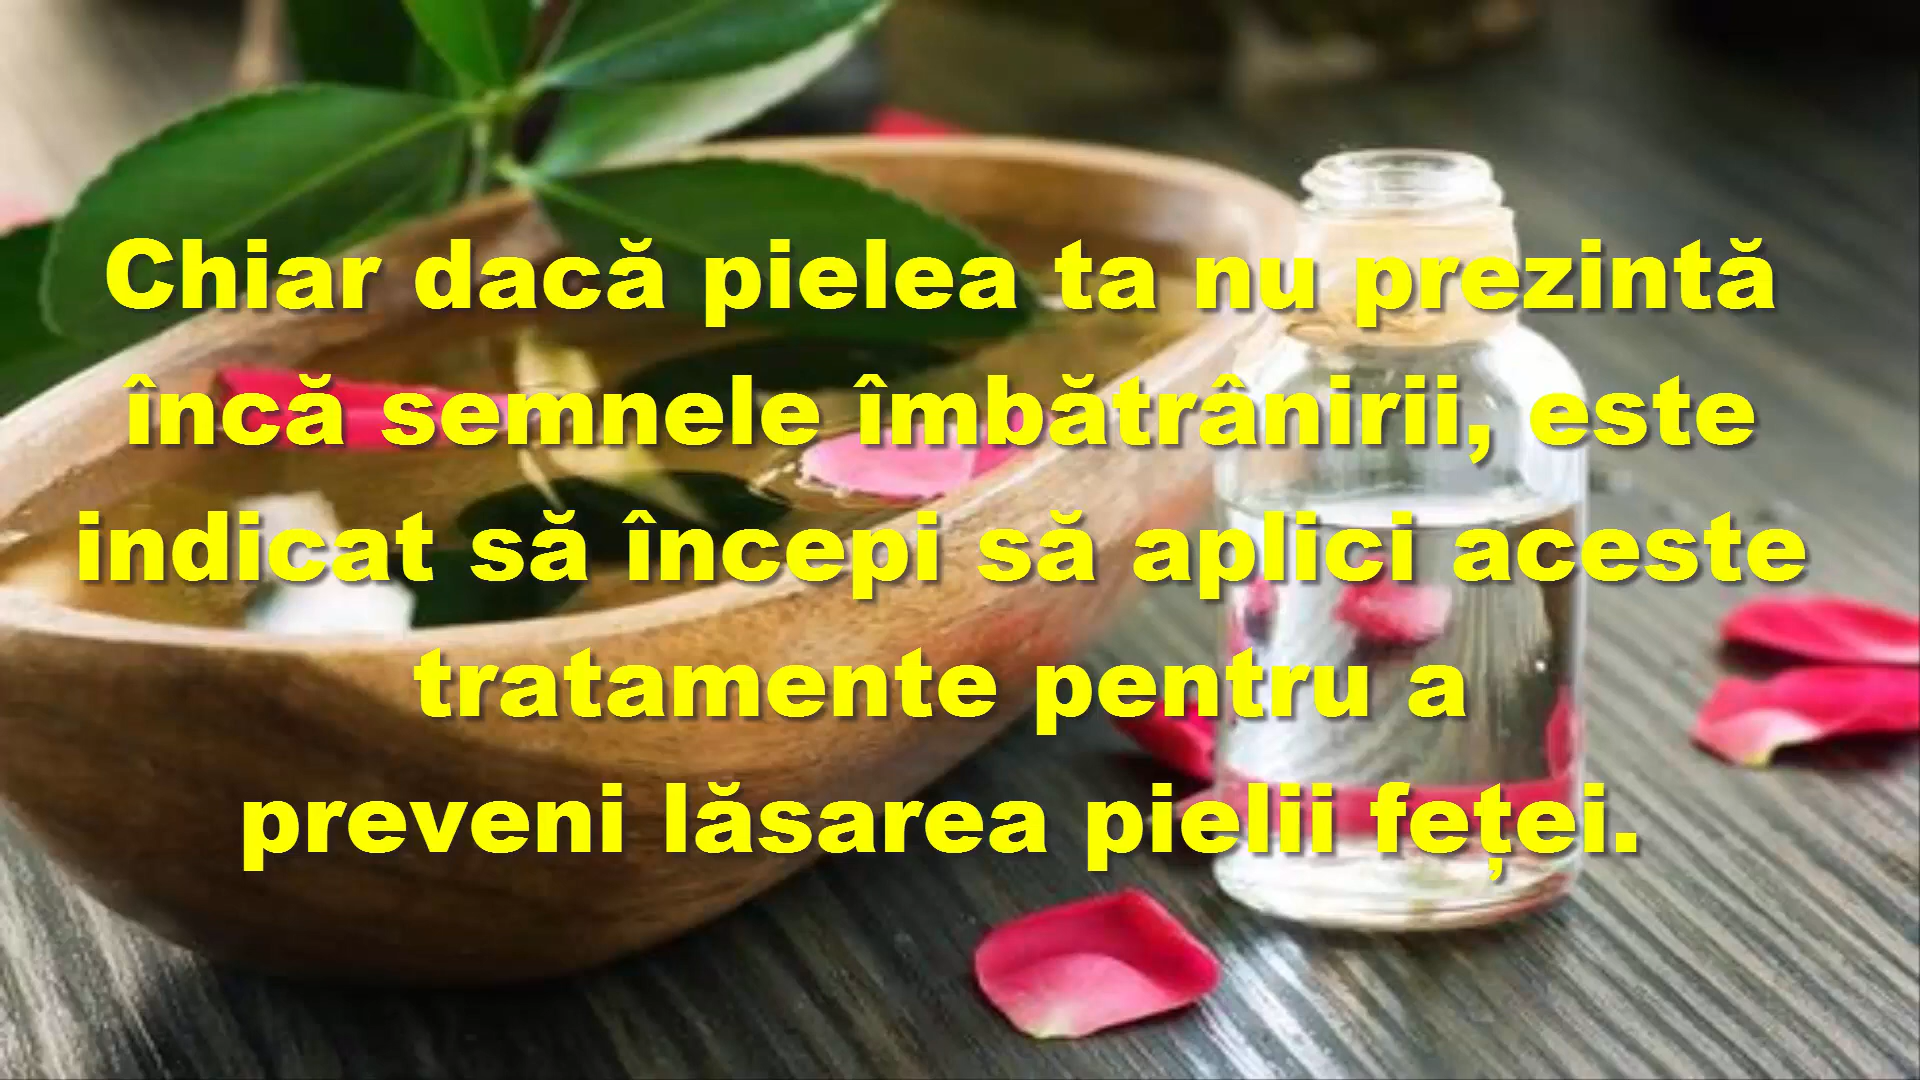 Chiar dacă pielea ta nu prezintă
încă semnele îmbătrânirii, este
indicat să începi să aplici aceste
tratamente pentru a
preveni lăsarea pielii feței.